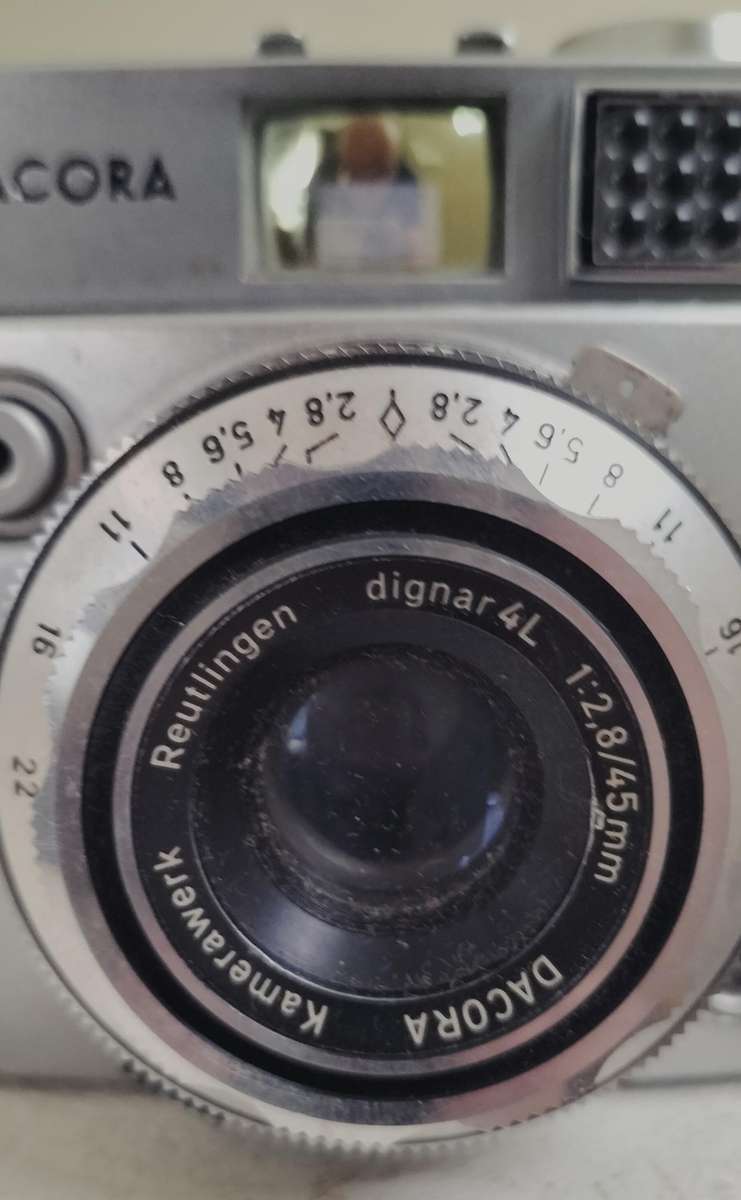 ACORA
22 16 11 8 5,6 4 2,8 2,8 4 5,6 8 11 16
dignar 4L 1:2,8/45mm
DACORA Kamerawerk Reutlingen